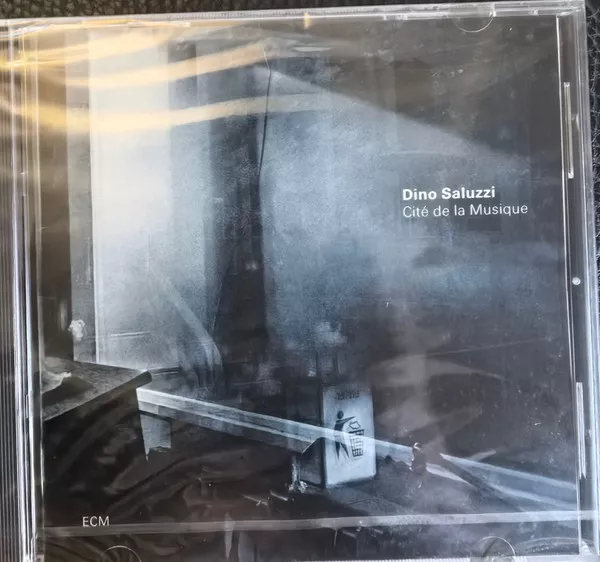 Dino Saluzzi
Cité de la Musique
ECM